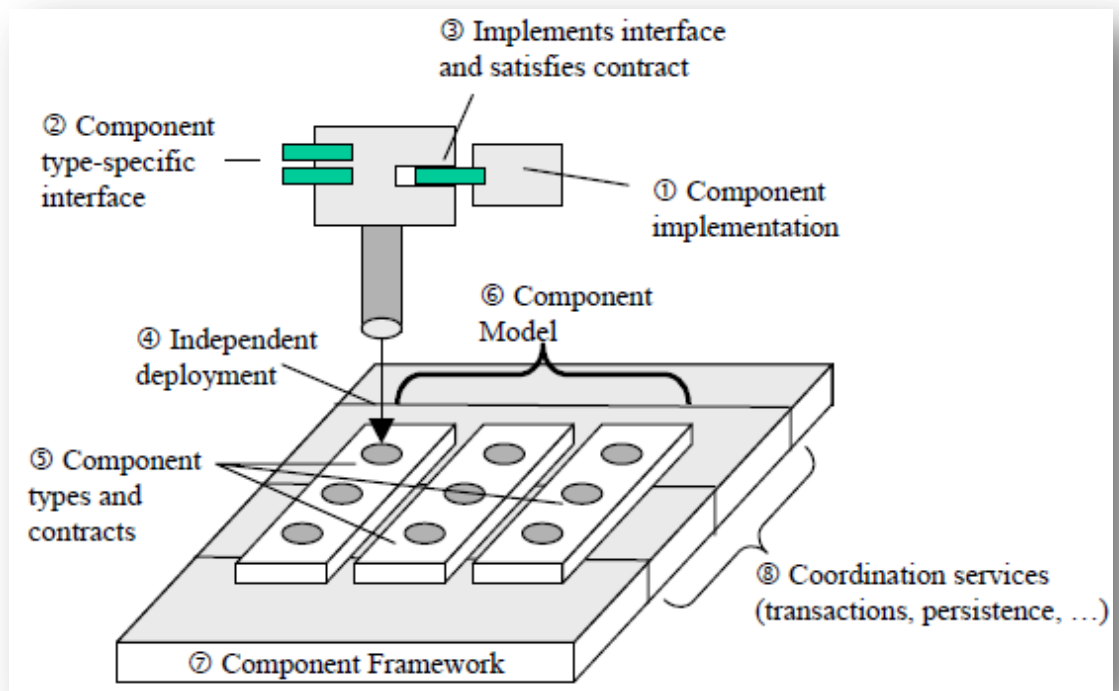 ③ Implements interface
and satisfies contract
② Component
type-specific
interface
① Component
implementation
⑥ Component
Model
④ Independent
deployment
⑤ Component
types and
contracts
⑧ Coordination services
(transactions, persistence, …)
⑦ Component Framework